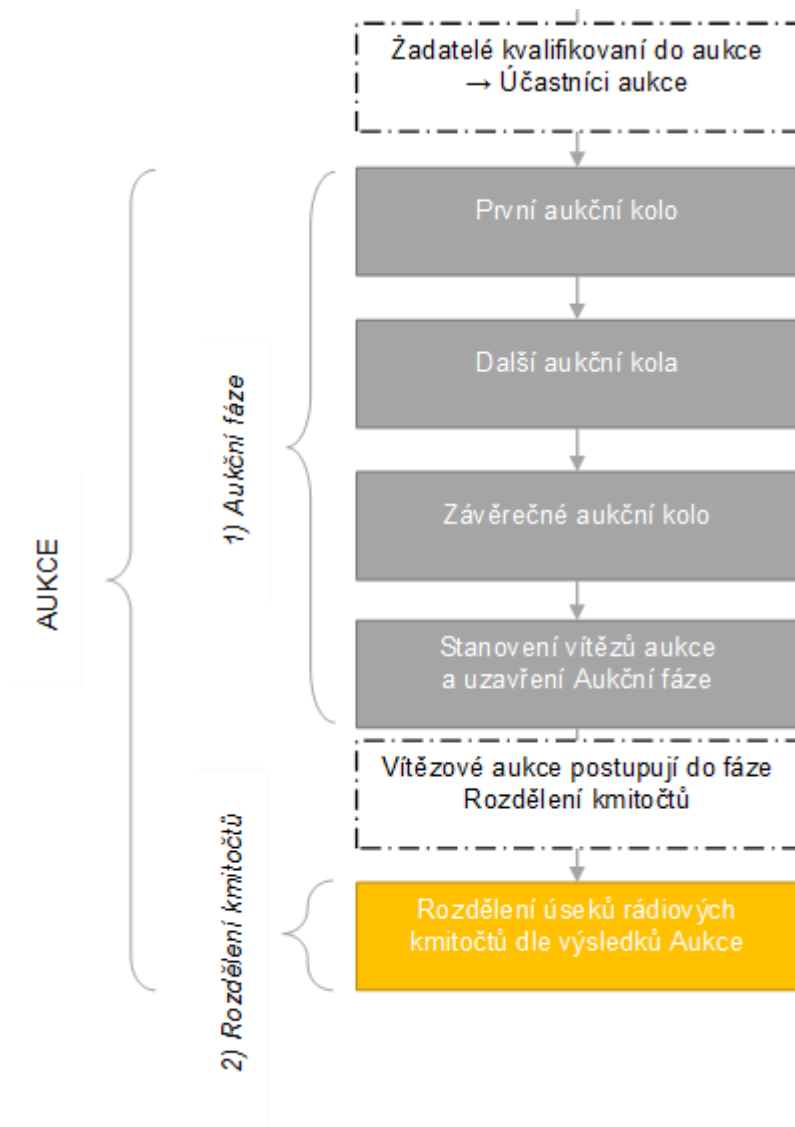 Žadatelé kvalifikovaní do aukce
→ Účastníci aukce
AUKCE
1) Aukční fáze
První aukční kolo
Další aukční kola
Závěrečné aukční kolo
Stanovení vítězů aukce
a uzavření Aukční fáze
Vítězové aukce postupují do fáze
Rozdělení kmitočtů
2) Rozdělení kmitočtů
Rozdělení úseků rádiových
kmitočtů dle výsledků Aukce